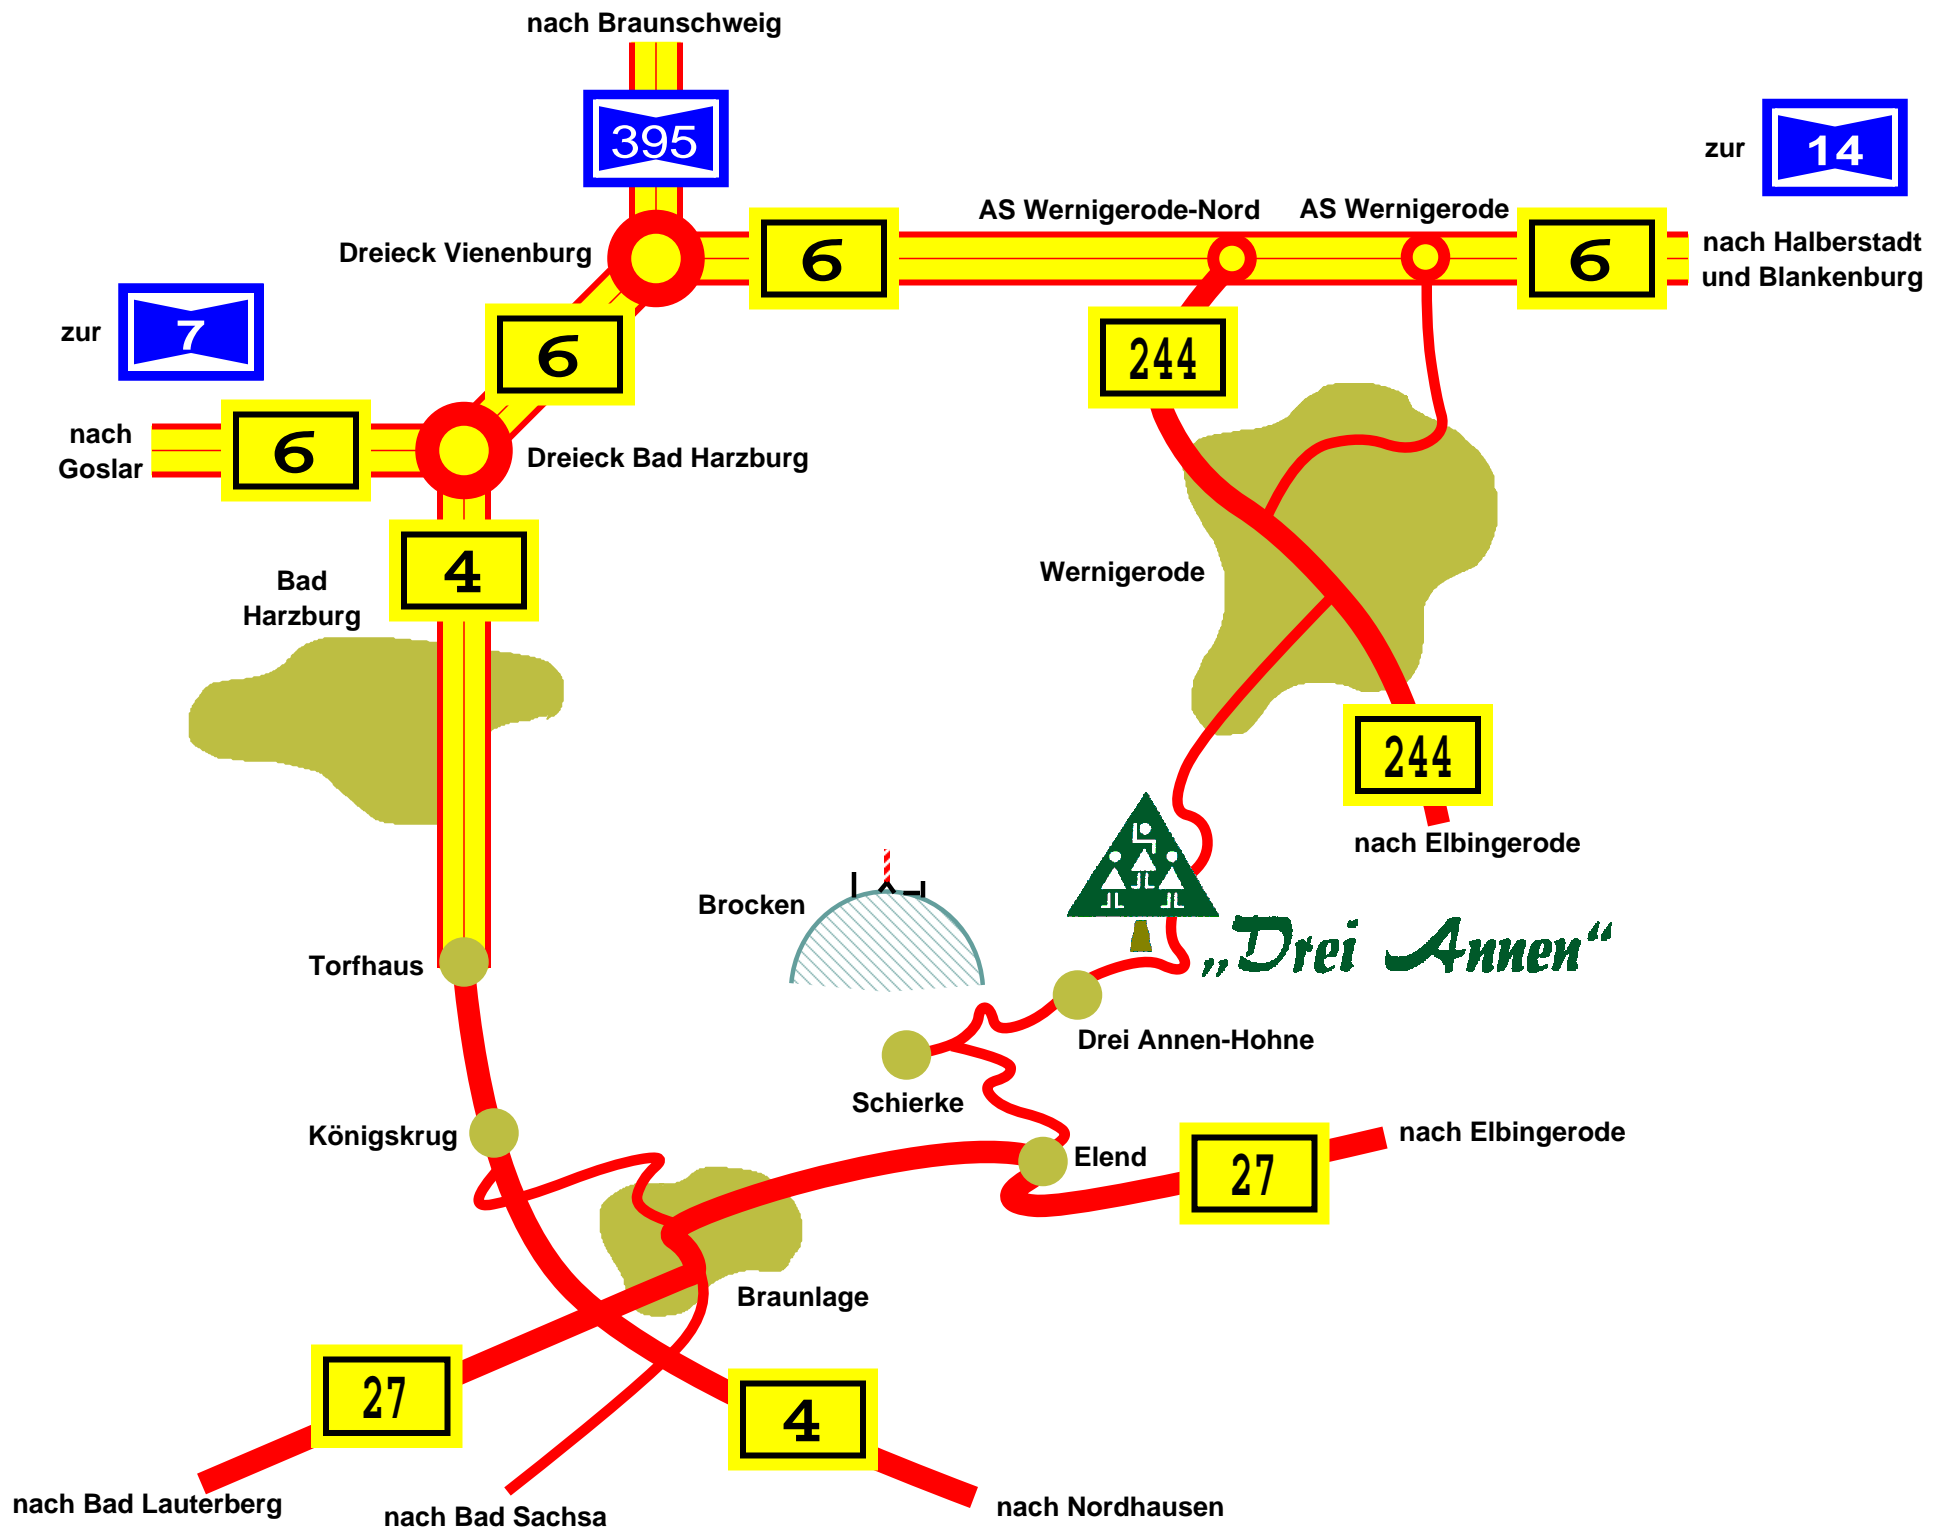 nach Braunschweig
395
zur
14
AS Wernigerode-Nord
AS Wernigerode
Dreieck Vienenburg
6
6
nach Halberstadt
und Blankenburg
zur
7
6
244
nach
Goslar
6
Dreieck Bad Harzburg
4
Bad
Harzburg
Wernigerode
244
nach Elbingerode
Brocken
„Drei Annen“
Torfhaus
Drei Annen-Hohne
Schierke
Königskrug
nach Elbingerode
Elend
27
Braunlage
27
4
nach Bad Lauterberg
nach Bad Sachsa
nach Nordhausen